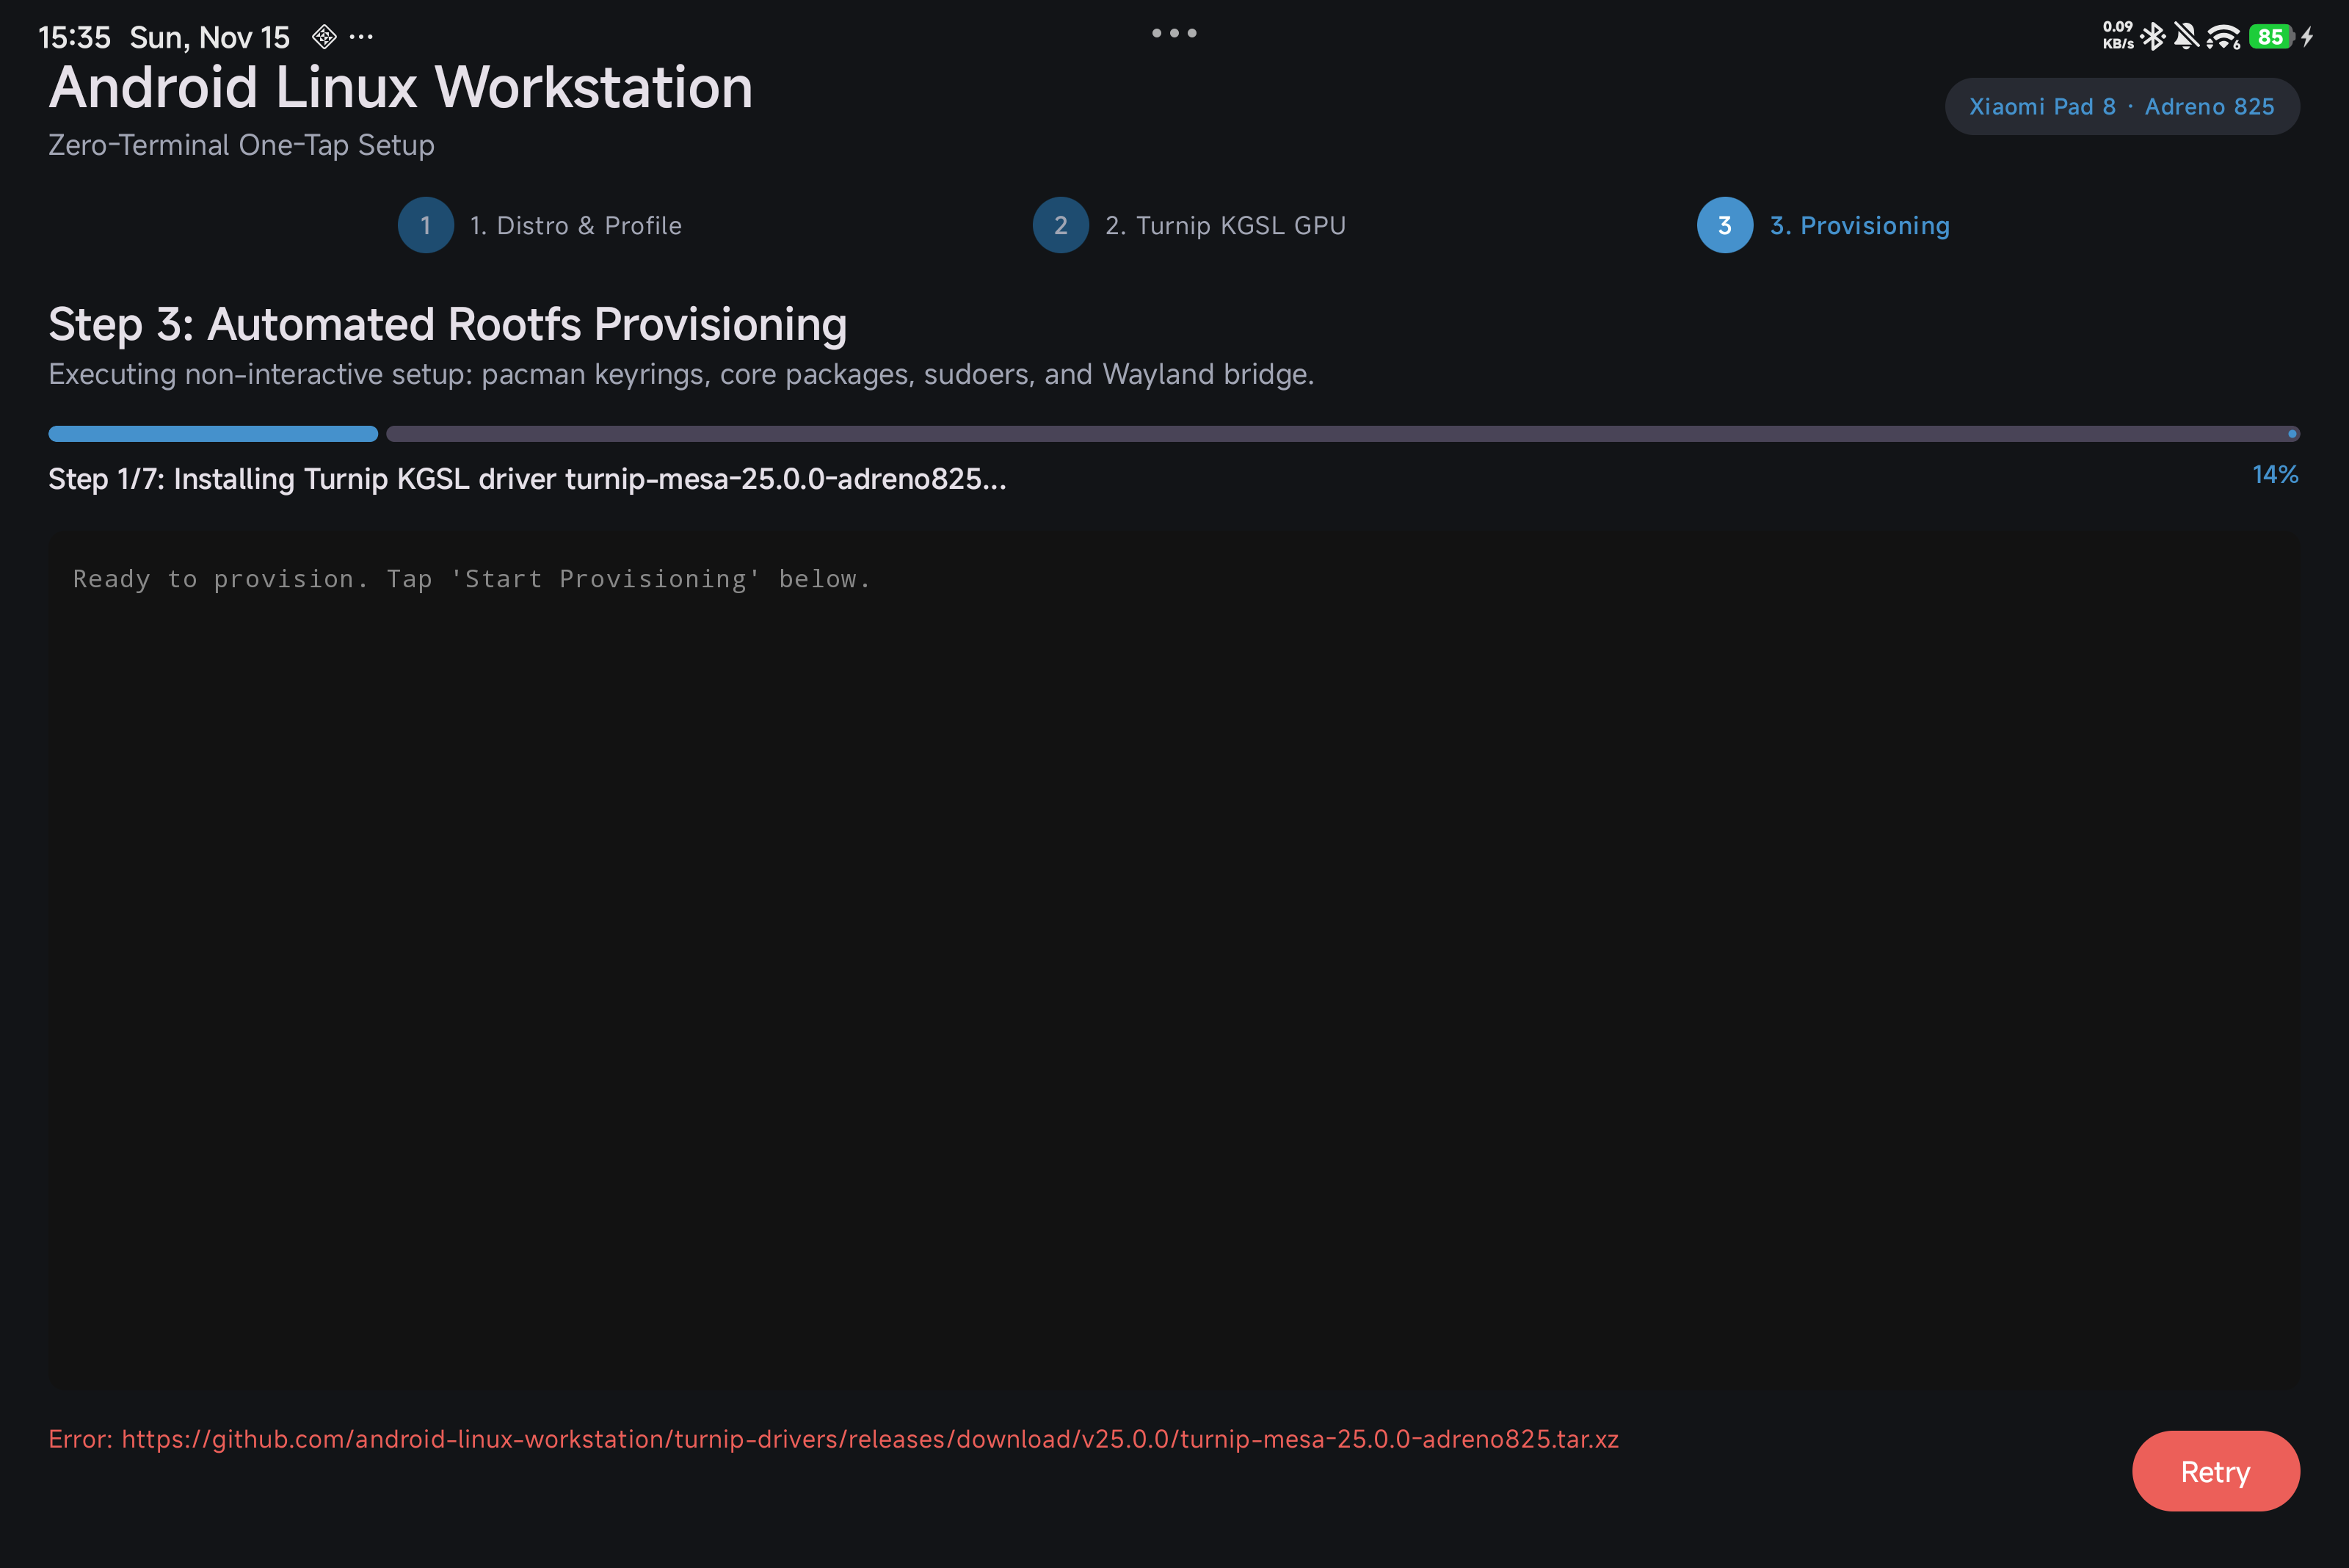 15:35 Sun, Nov 15 ...
0.09 KB/s 6 85
Android Linux Workstation
Zero-Terminal One-Tap Setup
Xiaomi Pad 8 · Adreno 825
1 1. Distro & Profile
2 2. Turnip KGSL GPU
3 3. Provisioning
Step 3: Automated Rootfs Provisioning
Executing non-interactive setup: pacman keyrings, core packages, sudoers, and Wayland bridge.
Step 1/7: Installing Turnip KGSL driver turnip-mesa-25.0.0-adreno825...
14%
Ready to provision. Tap 'Start Provisioning' below.
Error: https://github.com/android-linux-workstation/turnip-drivers/releases/download/v25.0.0/turnip-mesa-25.0.0-adreno825.tar.xz
Retry